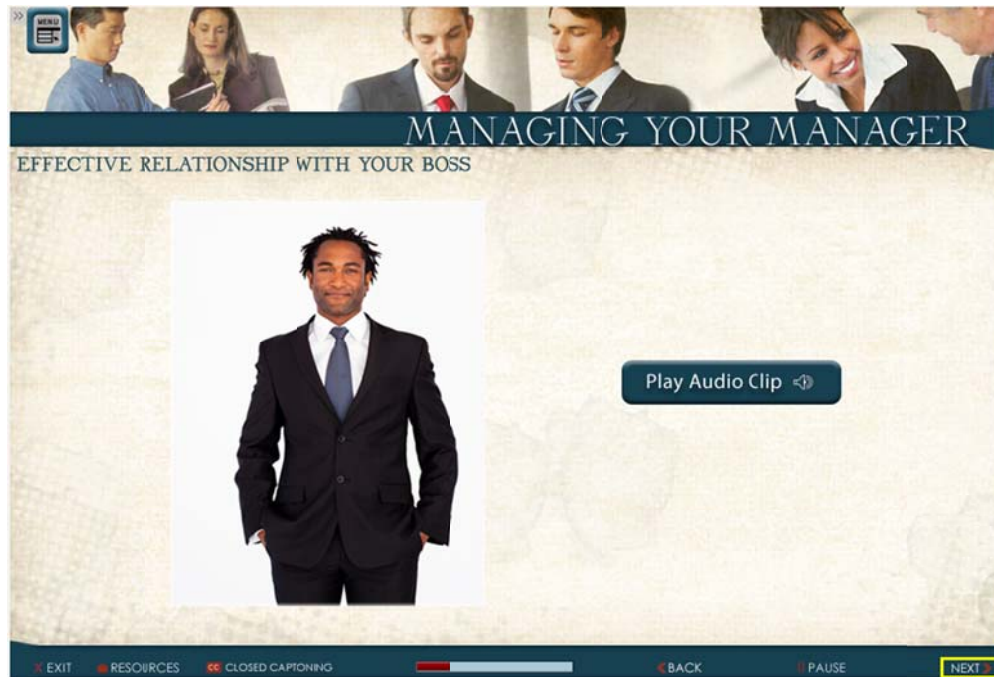 MENU
MANAGING YOUR MANAGER
EFFECTIVE RELATIONSHIP WITH YOUR BOSS
Play Audio Clip
EXIT RESOURCES CC CLOSED CAPTONING BACK PAUSE NEXT